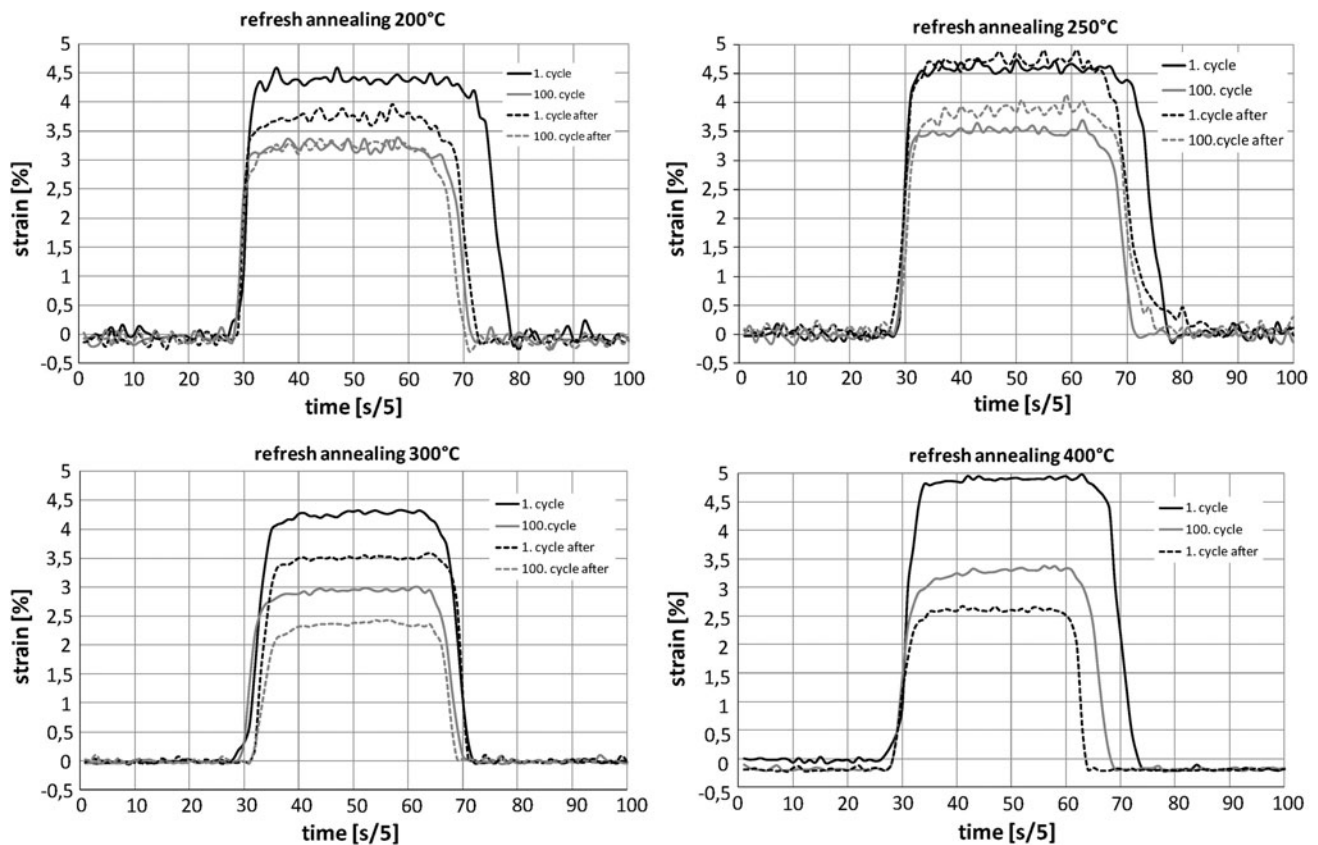 refresh annealing 200°C
5
4,5
4
3,5
3
2,5
2
1,5
1
0,5
0
-0,5
strain [%]
1. cycle
100. cycle
1. cycle after
100. cycle after
0 10 20 30 40 50 60 70 80 90 100
time [s/5]
refresh annealing 250°C
5
4,5
4
3,5
3
2,5
2
1,5
1
0,5
0
-0,5
strain [%]
1. cycle
100. cycle
1.cycle after
100.cycle after
0 10 20 30 40 50 60 70 80 90 100
time [s/5]
refresh annealing 300°C
5
4,5
4
3,5
3
2,5
2
1,5
1
0,5
0
-0,5
strain [%]
1. cycle
100.cycle
1. cycle after
100. cycle after
0 10 20 30 40 50 60 70 80 90 100
time [s/5]
refresh annealing 400°C
5
4,5
4
3,5
3
2,5
2
1,5
1
0,5
0
-0,5
strain [%]
1. cycle
100. cycle
1. cycle after
0 10 20 30 40 50 60 70 80 90 100
time [s/5]